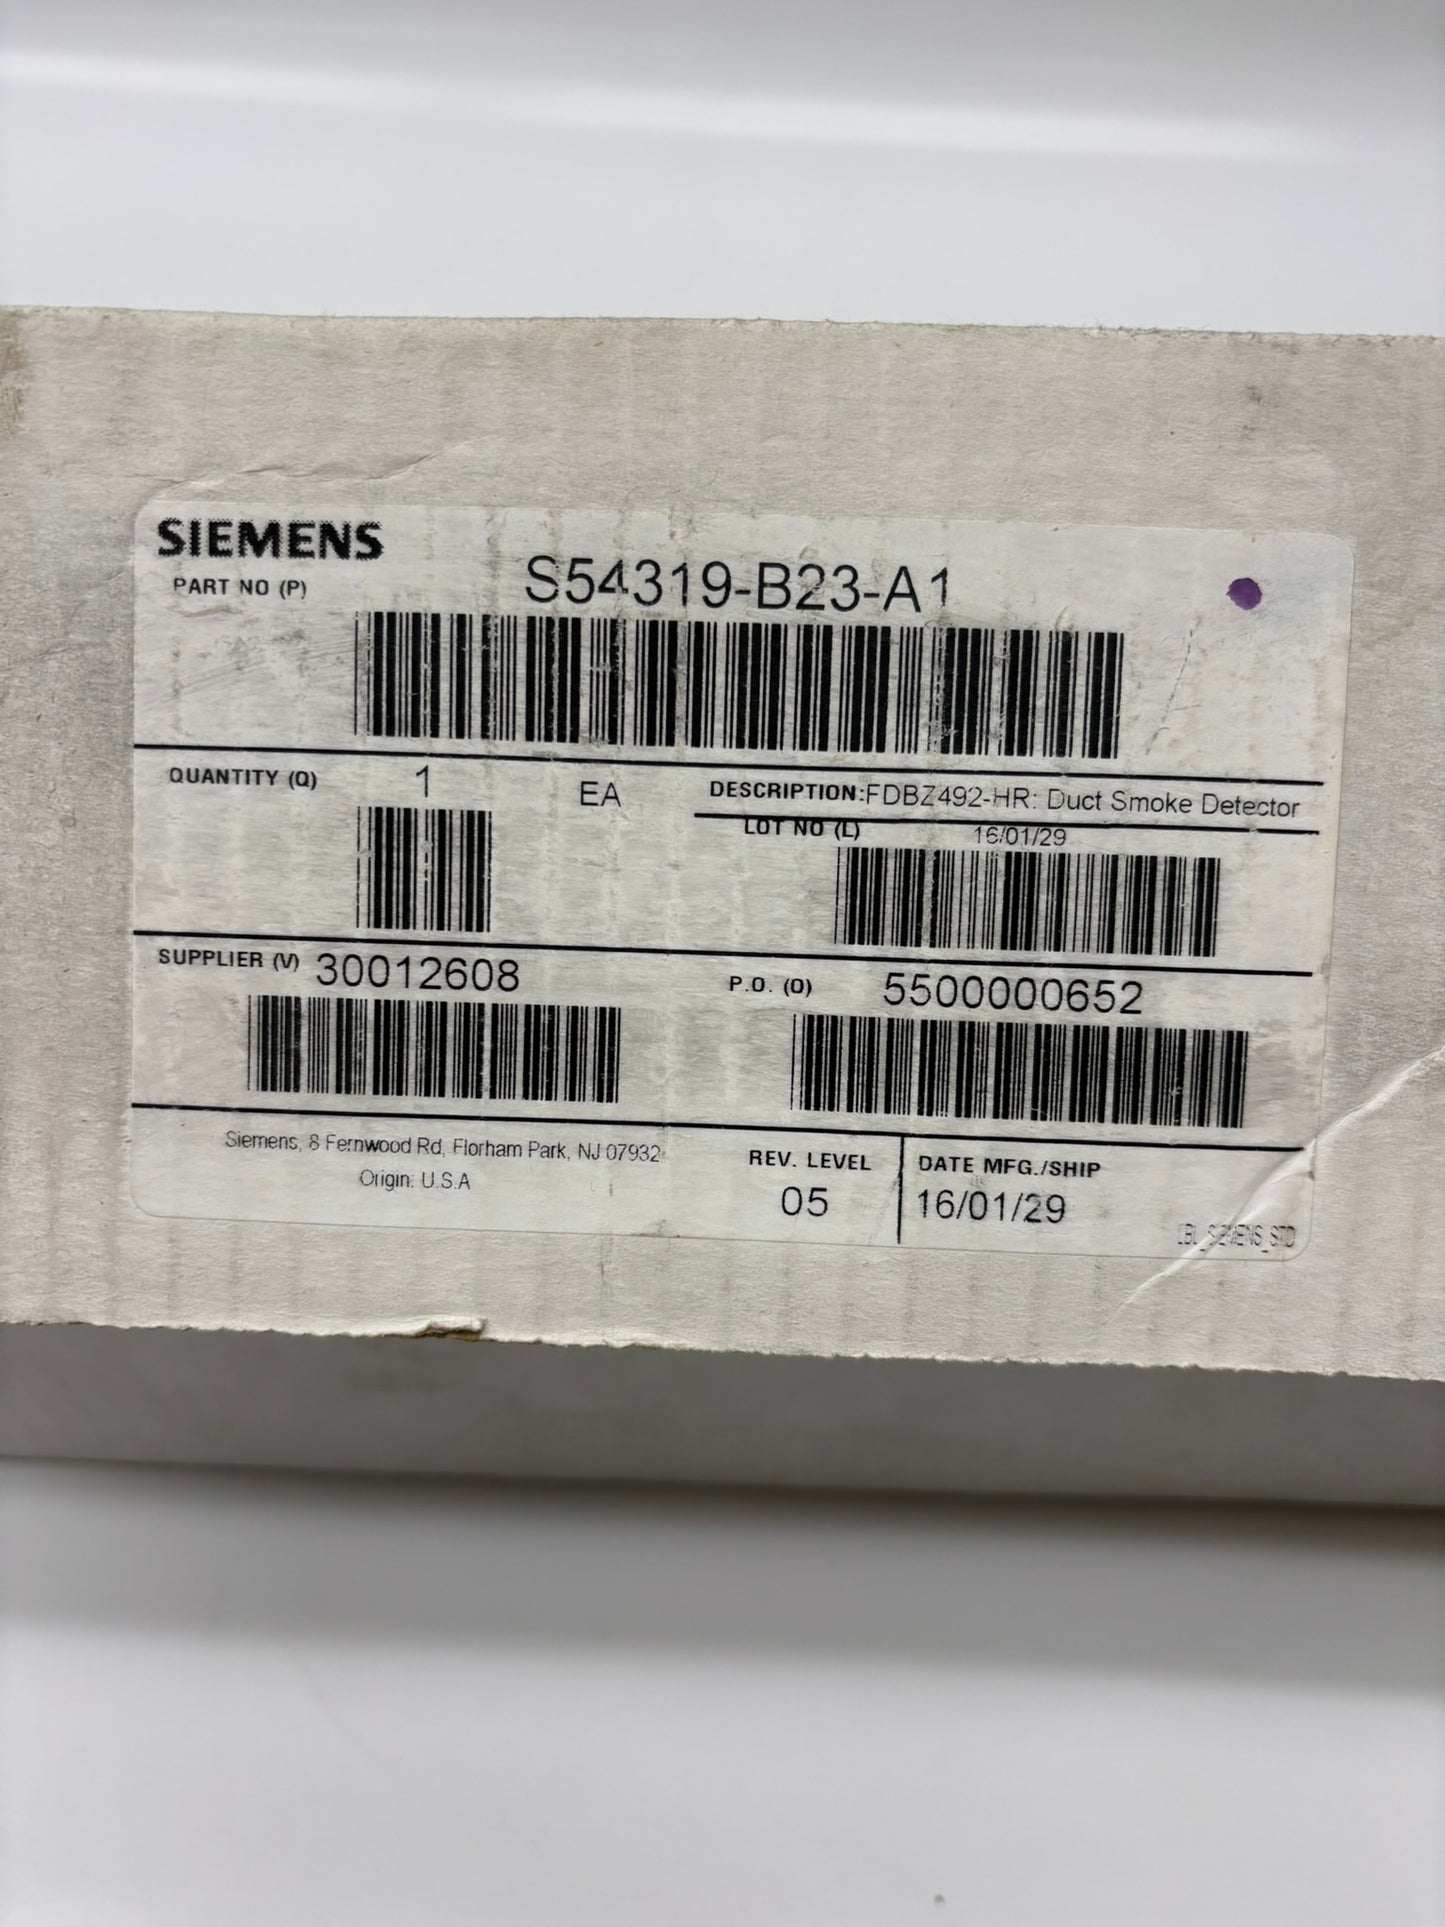 SIEMENS
PART NO (P)
S54319-B23-A1
QUANTITY (Q)
1
EA
DESCRIPTION:FDBZ492-HR: Duct Smoke Detector
LOT NO (L)
16/01/29
SUPPLIER (V) 30012608
P.O. (O) 5500000652
Siemens, 8 Fernwood Rd, Florham Park, NJ 07932
Origin: U.S.A
REV. LEVEL
05
DATE MFG./SHIP
16/01/29
LBL_SIEMENS_STD